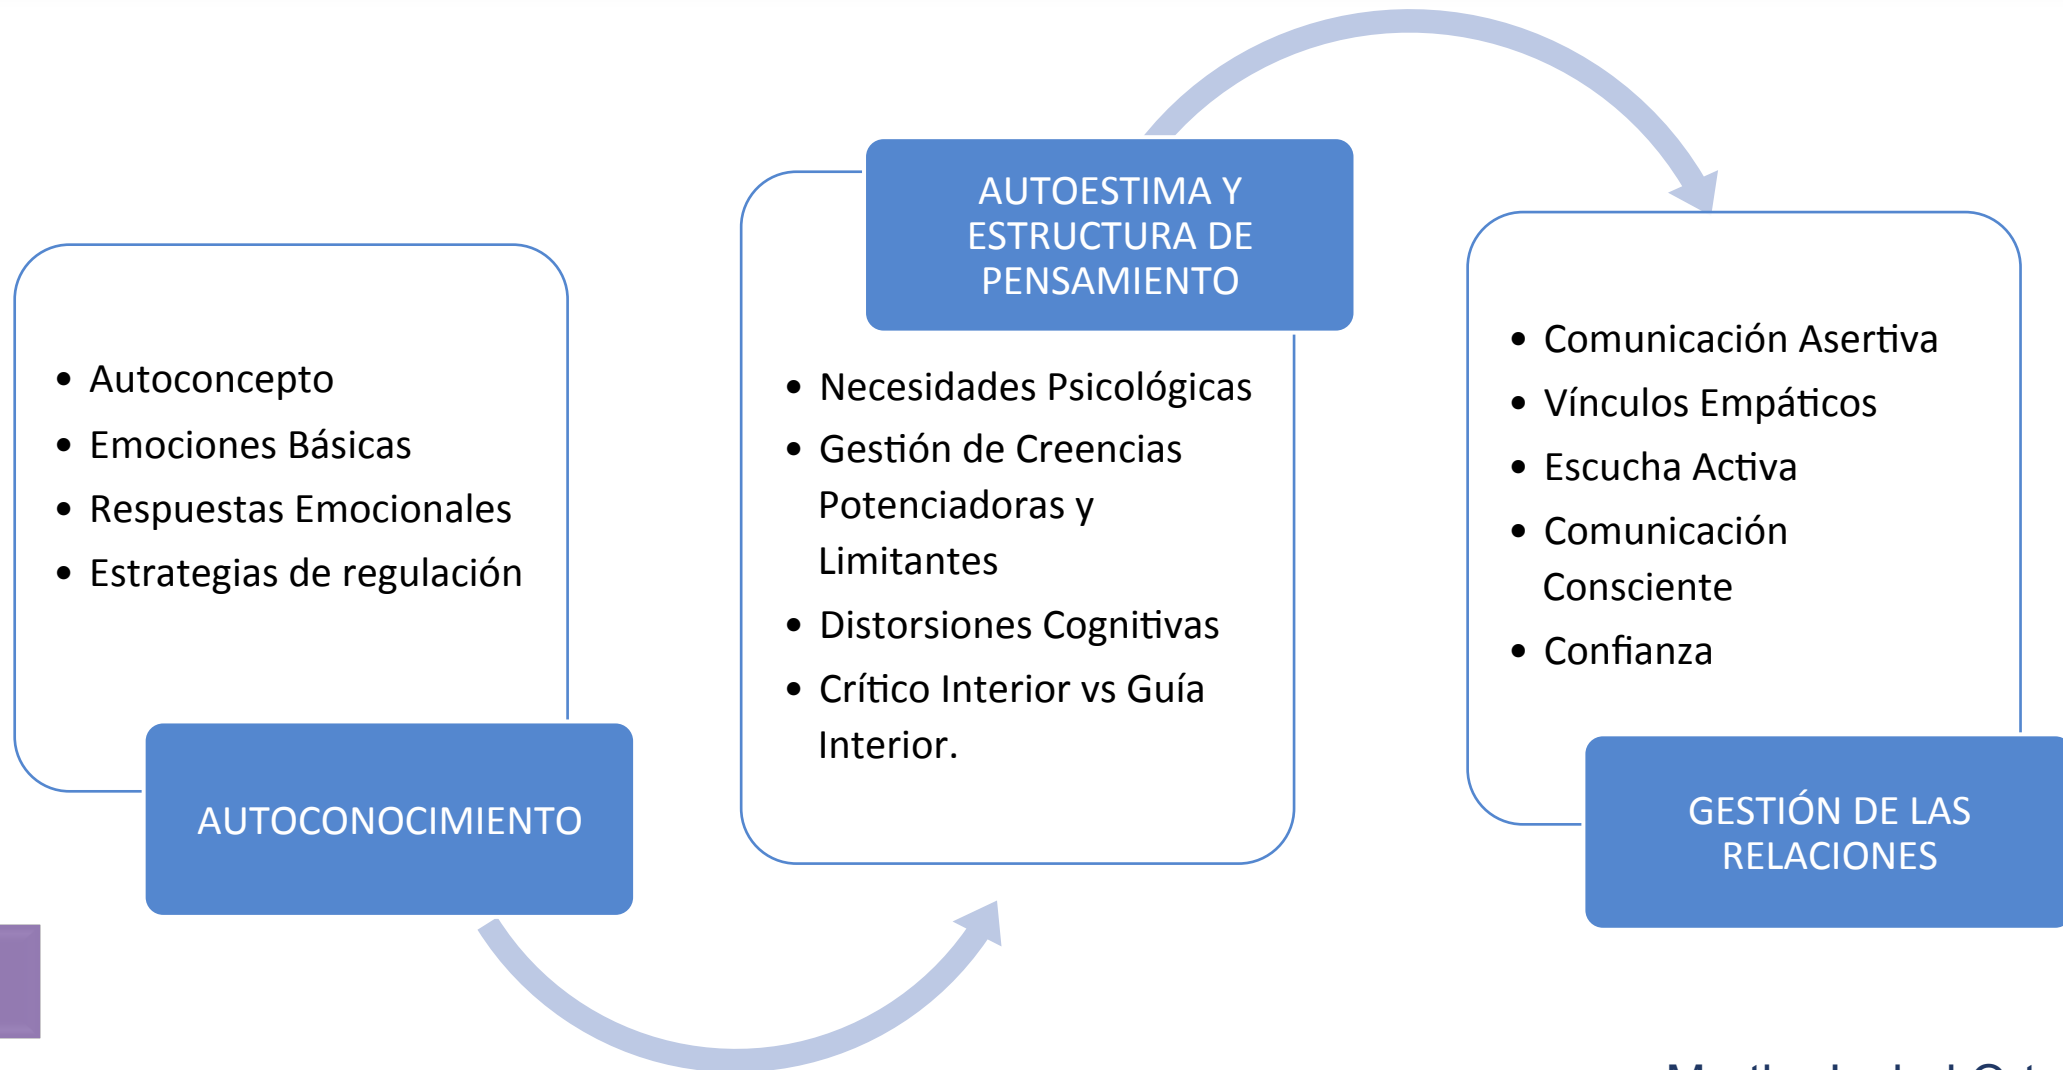 • Autoconcepto
• Emociones Básicas
• Respuestas Emocionales
• Estrategias de regulación
AUTOCONOCIMIENTO
AUTOESTIMA Y
ESTRUCTURA DE
PENSAMIENTO
• Necesidades Psicológicas
• Gestión de Creencias
Potenciadoras y
Limitantes
• Distorsiones Cognitivas
• Crítico Interior vs Guía
Interior.
• Comunicación Asertiva
• Vínculos Empáticos
• Escucha Activa
• Comunicación
Consciente
• Confianza
GESTIÓN DE LAS
RELACIONES